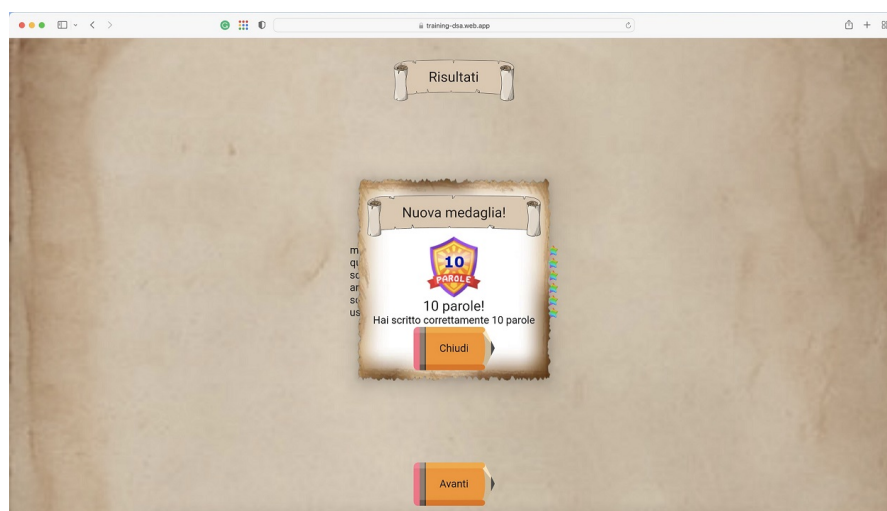 training-dsa.web.app
Risultati
Nuova medaglia!
10
PAROLE
10 parole!
Hai scritto correttamente 10 parole
Chiudi
Avanti